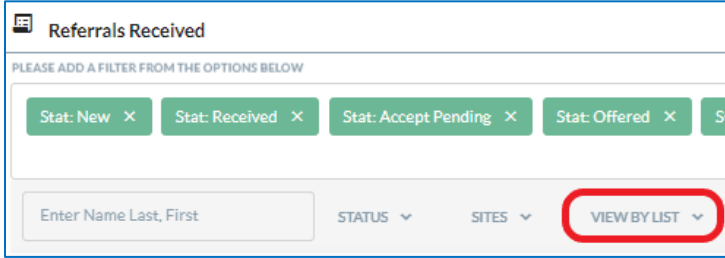 Referrals Received
PLEASE ADD A FILTER FROM THE OPTIONS BELOW
Stat: New × Stat: Received × Stat: Accept Pending × Stat: Offered × S
Enter Name Last, First STATUS SITES VIEW BY LIST